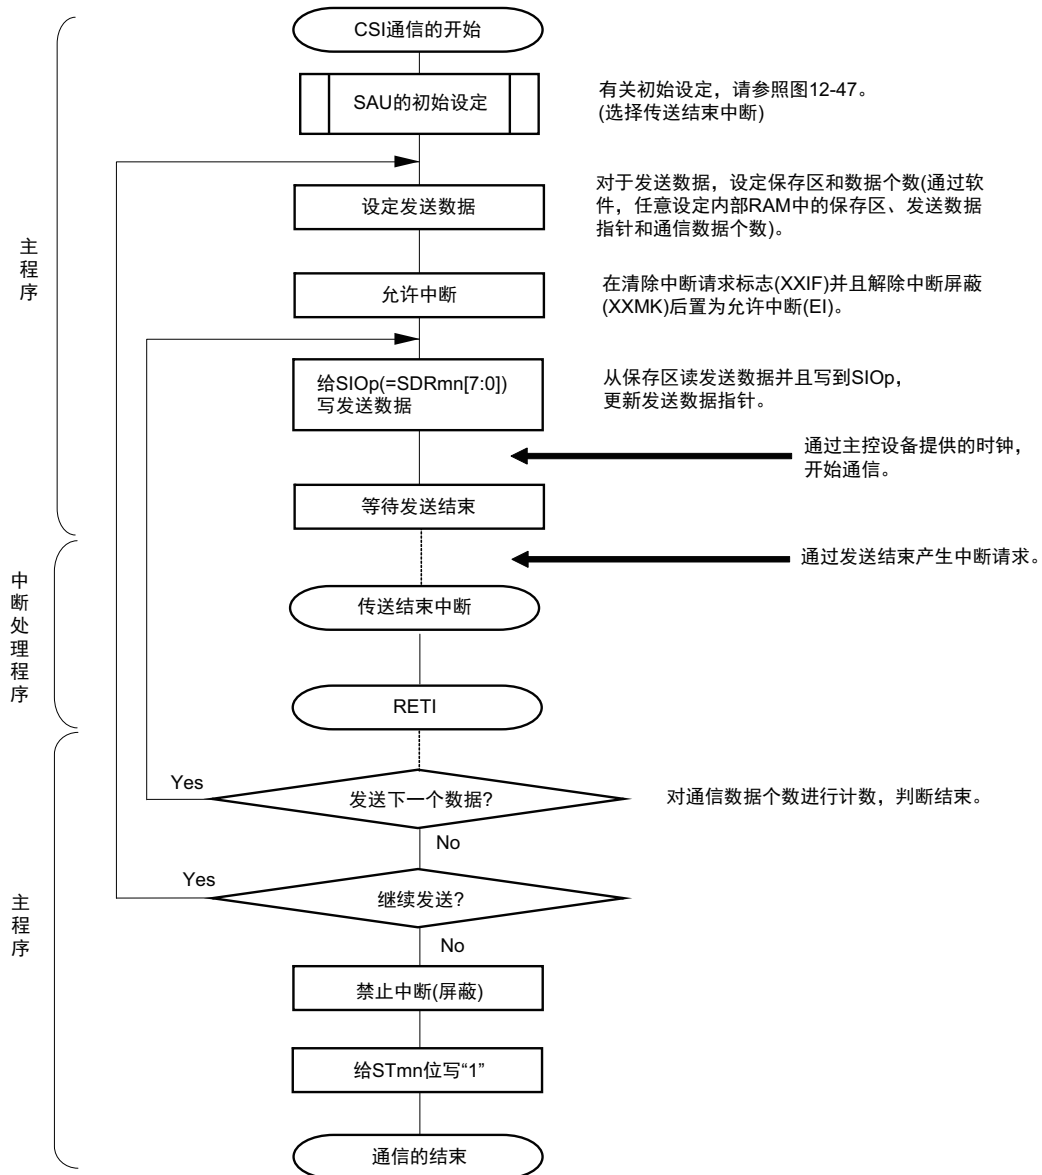 CSI通信的开始
SAU的初始设定
有关初始设定，请参照图12-47。
(选择传送结束中断)
设定发送数据
对于发送数据，设定保存区和数据个数(通过软
件，任意设定内部RAM中的保存区、发送数据
指针和通信数据个数)。
主
程
序
允许中断
在清除中断请求标志(XXIF)并且解除中断屏蔽
(XXMK)后置为允许中断(EI)。
给SIOp(=SDRmn[7:0])
写发送数据
从保存区读发送数据并且写到SIOp，
更新发送数据指针。
通过主控设备提供的时钟，
开始通信。
等待发送结束
通过发送结束产生中断请求。
中
断
处
理
程
序
传送结束中断
RETI
Yes
发送下一个数据?
对通信数据个数进行计数，判断结束。
No
Yes
继续发送?
No
主
程
序
禁止中断(屏蔽)
给STmn位写“1”
通信的结束